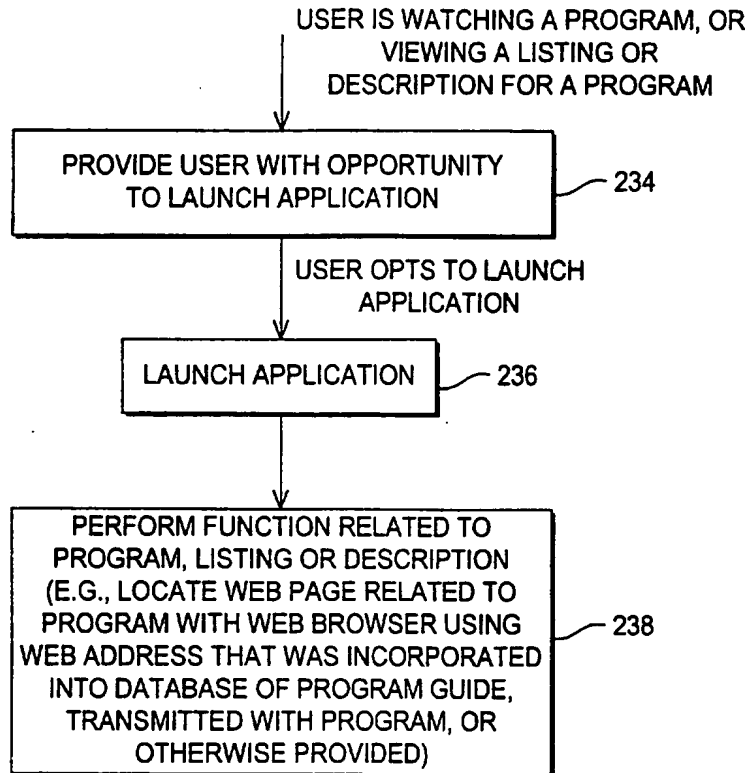 USER IS WATCHING A PROGRAM, OR
VIEWING A LISTING OR
DESCRIPTION FOR A PROGRAM
PROVIDE USER WITH OPPORTUNITY
TO LAUNCH APPLICATION
234
USER OPTS TO LAUNCH
APPLICATION
LAUNCH APPLICATION
236
PERFORM FUNCTION RELATED TO
PROGRAM, LISTING OR DESCRIPTION
(E.G., LOCATE WEB PAGE RELATED TO
PROGRAM WITH WEB BROWSER USING
WEB ADDRESS THAT WAS INCORPORATED
INTO DATABASE OF PROGRAM GUIDE,
TRANSMITTED WITH PROGRAM, OR
OTHERWISE PROVIDED)
238